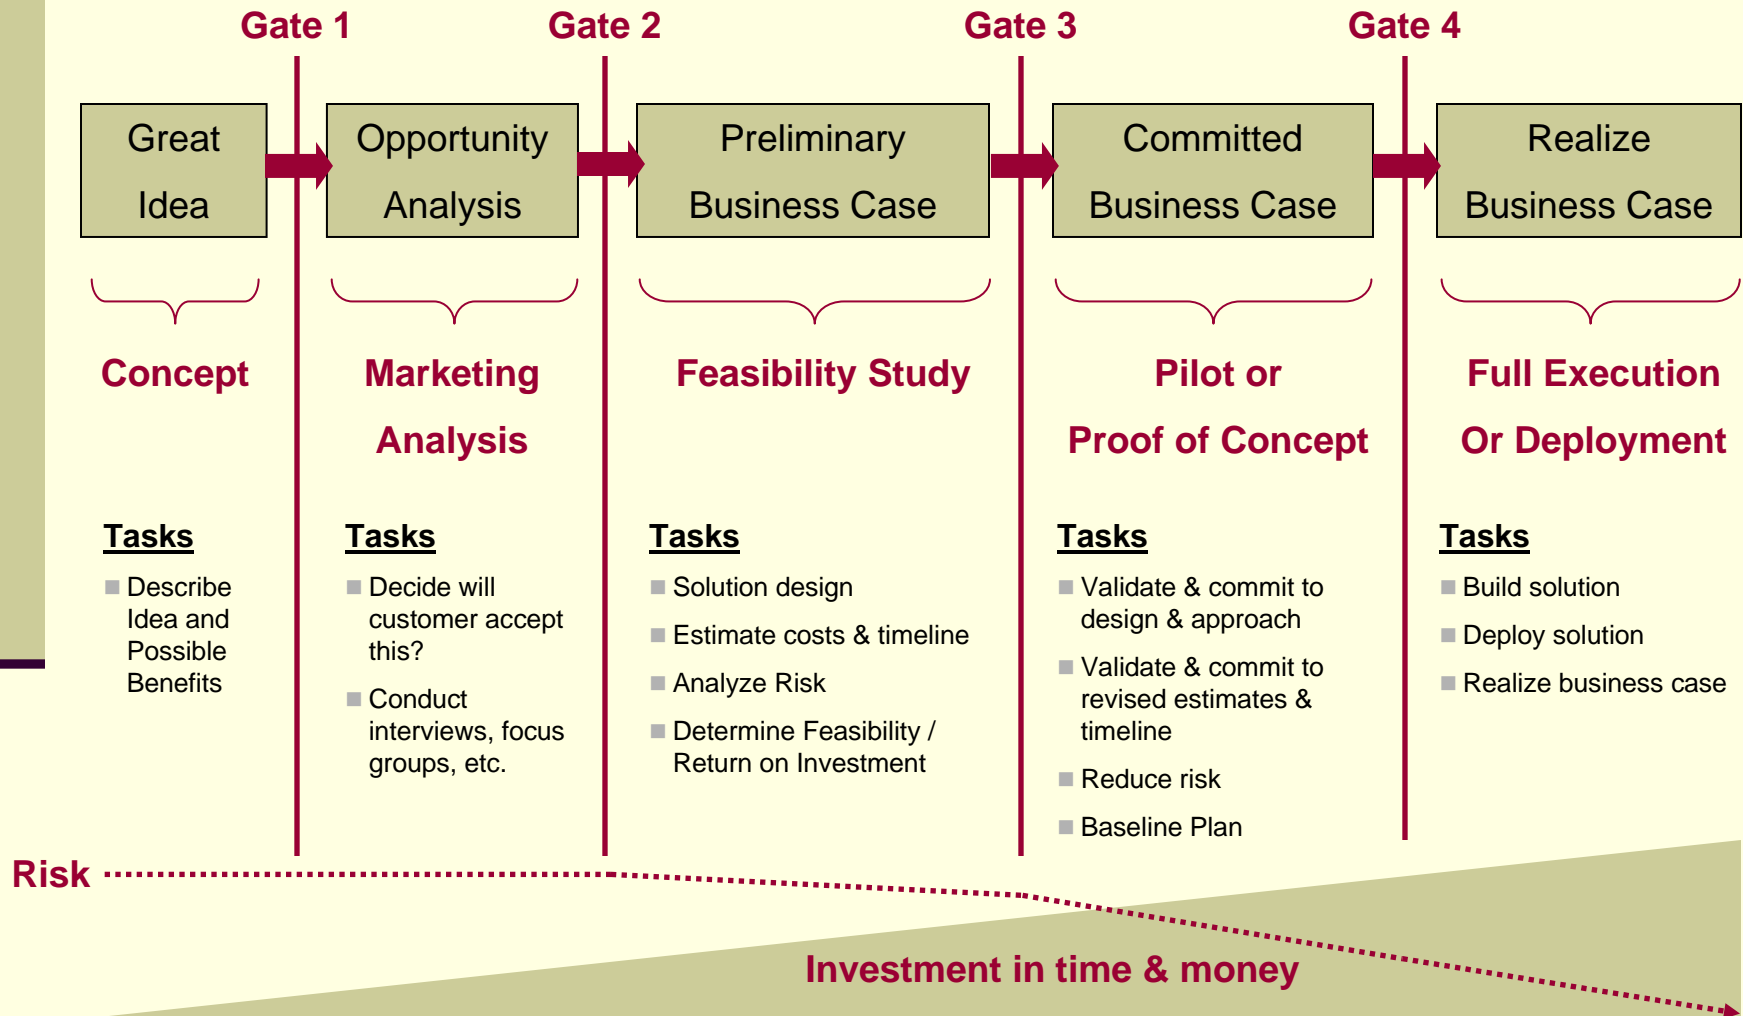 Gate 1
Gate 2
Gate 3
Gate 4
Great
Idea
Opportunity
Analysis
Preliminary
Business Case
Committed
Business Case
Realize
Business Case
Concept
Marketing
Analysis
Feasibility Study
Pilot or
Proof of Concept
Full Execution
Or Deployment
Tasks
Describe
Idea and
Possible
Benefits
Tasks
Decide will
customer accept
this?
Conduct
interviews, focus
groups, etc.
Tasks
Solution design
Estimate costs & timeline
Analyze Risk
Determine Feasibility /
Return on Investment
Tasks
Validate & commit to
design & approach
Validate & commit to
revised estimates &
timeline
Reduce risk
Baseline Plan
Tasks
Build solution
Deploy solution
Realize business case
Risk
Investment in time & money